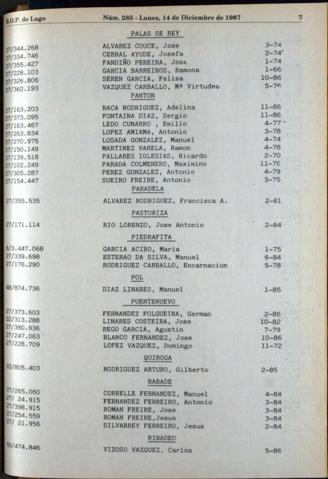 B.O.P. de Lugo Núm. 285 - Lunes, 14 de Diciembre de 1987 7
PALAS DE REY
27/344.268 ALVAREZ COUCE, Jose 3-74
27/334.746 CEBRAL AYUDE, Josefa 2-74
27/355.427 FANDIÑO PEREIRA, Jose 1-74
27/228.103 GARCIA BARREIROS, Ramona 1-66
27/326.806 SEREN GARCIA, Felisa 10-86
27/362.193 VAZQUEZ CARBALLO, Mª Virtudes 5-76
PANTON
27/163.203 BACA RODRIGUEZ, Adelina 11-86
27/373.095 FONTAINA DIAZ, Sergio 11-86
27/163.467 LEDO CUNARRO, Emilio 4-77
27/263.834 LOPEZ AMIAMA, Antonio 3-78
27/270.975 LOSADA GONZALEZ, Manuel 4-74
27/150.149 MARTINEZ VARELA, Ramon 4-78
27/139.518 PALLARES IGLESIAS, Ricardo 2-70
27/102.249 PARADA COLMENERO, Maximino 11-76
27/305.287 PEREZ GONZALEZ, Antonio 4-79
27/154.447 SUEIRO FREIRE, Antonio 3-75
PARADELA
27/355.535 ALVAREZ RODRIGUEZ, Francisca A. 2-81
PASTORIZA
27/171.114 RIO LORENZO, Jose Antonio 2-84
PIEDRAFITA
8/3.447.068 GARCIA ACIBO, Maria 1-75
27/339.698 ESTERAO DA SILVA, Manuel 6-84
27/176.290 RODRIGUEZ CARBALLO, Encarnacion 5-78
POL
48/874.736 DIAZ LINARES, Manuel 1-85
PUENTENUEVO
27/373.603 FERNANDEZ FOLGUEIRA, German 2-86
52/313.288 LINARES COSTEIRA, Jose 10-82
27/380.936 REGO GARCIA, Agustin 7-79
27/247.063 BLANCO FERNANDEZ, Jose 10-86
27/228.709 LOPEZ VAZQUEZ, Domingo 11-72
QUIROGA
33/805.403 RODRIGUEZ ARTURO, Gilberto 2-85
RABADE
27/265.060 CORBELLE FERNANDEZ, Manuel 4-84
27/ 24.915 FERNANDEZ FERREIRO, Antonio 3-84
27/398.915 ROMAN FREIRE, Jose 3-84
27/254.559 ROMAN FREIRE,Jesus 3-84
27/ 21.956 SILVARREY FERREIRO, Jesus 2-84
RIBADEO
50/474.846 VIZOSO VAZQUEZ, Carlos 5-86